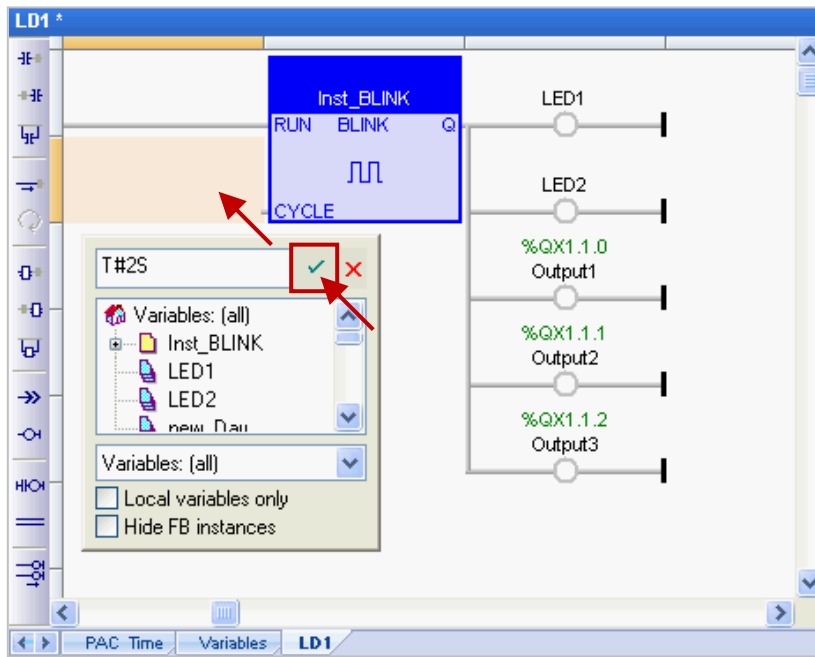 LD1 *
Inst_BLINK
RUN BLINK Q
CYCLE
LED1
LED2
%QX1.1.0
Output1
%QX1.1.1
Output2
%QX1.1.2
Output3
T#2S
Variables: (all)
Inst_BLINK
LED1
LED2
new_Day
Variables: (all)
Local variables only
Hide FB instances
PAC Time
Variables
LD1